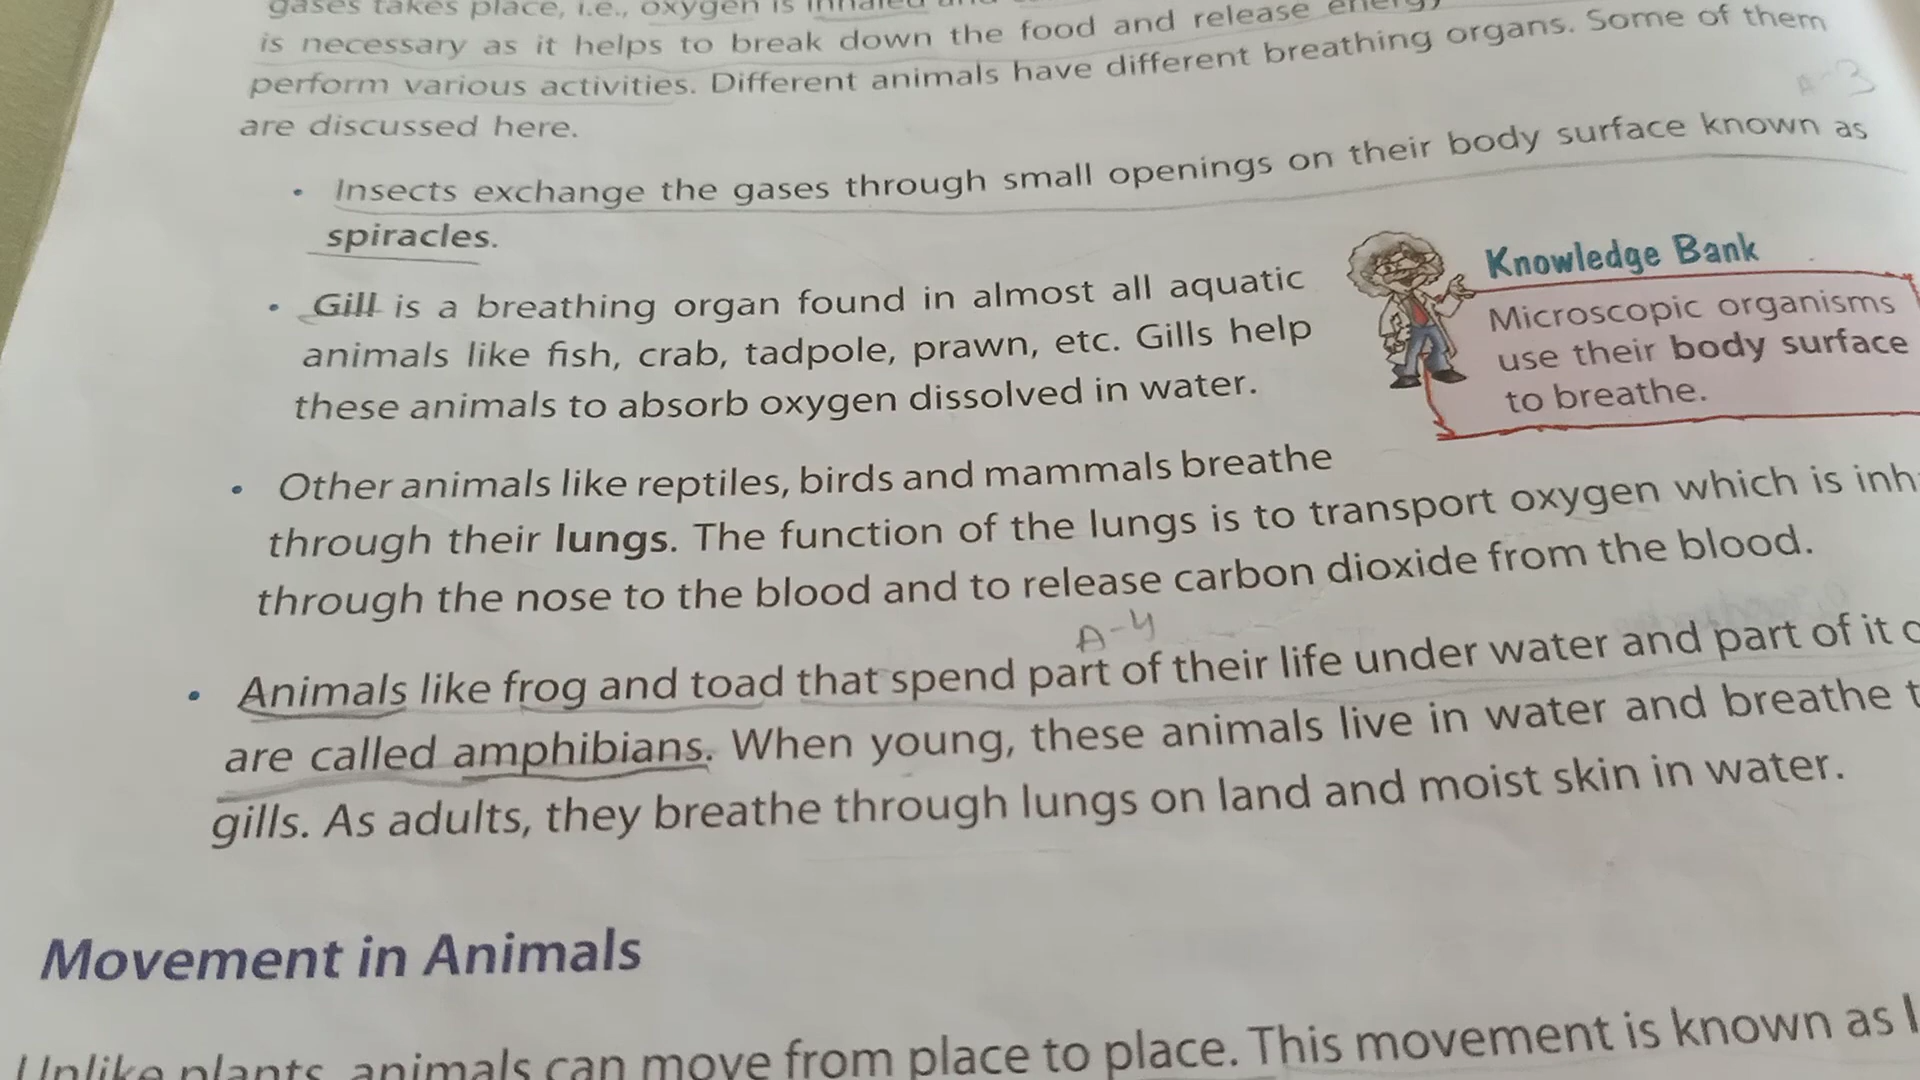 gases takes place, i.e., oxygen is inhaled
is necessary as it helps to break down the food and release energy
perform various activities. Different animals have different breathing organs. Some of them
are discussed here.
A-3
• Insects exchange the gases through small openings on their body surface known as
spiracles.
• Gill is a breathing organ found in almost all aquatic
animals like fish, crab, tadpole, prawn, etc. Gills help
these animals to absorb oxygen dissolved in water.
Knowledge Bank
Microscopic organisms
use their body surface
to breathe.
• Other animals like reptiles, birds and mammals breathe
through their lungs. The function of the lungs is to transport oxygen which is inh
through the nose to the blood and to release carbon dioxide from the blood.
A-4
• Animals like frog and toad that spend part of their life under water and part of it
are called amphibians. When young, these animals live in water and breathe
gills. As adults, they breathe through lungs on land and moist skin in water.
Movement in Animals
Unlike plants, animals can move from place to place. This movement is known as